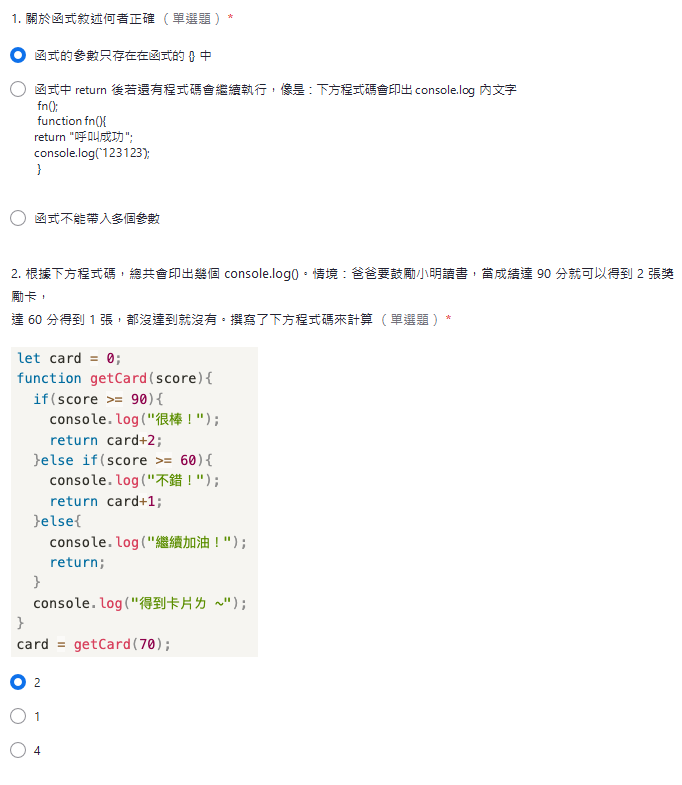 1. 關於函式敘述何者正確 （單選題） *
函式的參數只存在在函式的 {} 中
函式中 return 後若還有程式碼會繼續執行，像是：下方程式碼會印出 console.log 內文字
fn();
function fn(){
return "呼叫成功";
console.log(`123123`);
}
函式不能帶入多個參數
2. 根據下方程式碼，總共會印出幾個 console.log()。情境：爸爸要鼓勵小明讀書，當成績達 90 分就可以得到 2 張獎
勵卡，
達 60 分得到 1 張，都沒達到就沒有。撰寫了下方程式碼來計算 （單選題） *
let card = 0;
function getCard(score){
if(score >= 90){
console.log("很棒！");
return card+2;
}else if(score >= 60){
console.log("不錯！");
return card+1;
}else{
console.log("繼續加油！");
return;
}
console.log("得到卡片ㄌ ~");
}
card = getCard(70);
2
1
4